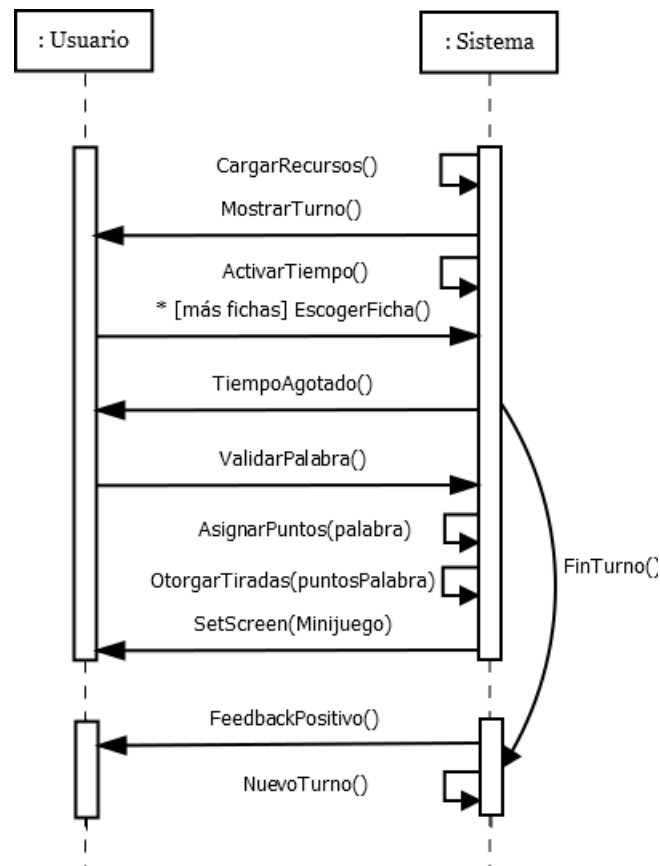 : Usuario
: Sistema
CargarRecursos()
MostrarTurno()
ActivarTiempo()
* [más fichas] EscogerFicha()
TiempoAgotado()
ValidarPalabra()
AsignarPuntos(palabra)
FinTurno()
OtorgarTiradas(puntosPalabra)
SetScreen(Minijuego)
FeedbackPositivo()
NuevoTurno()